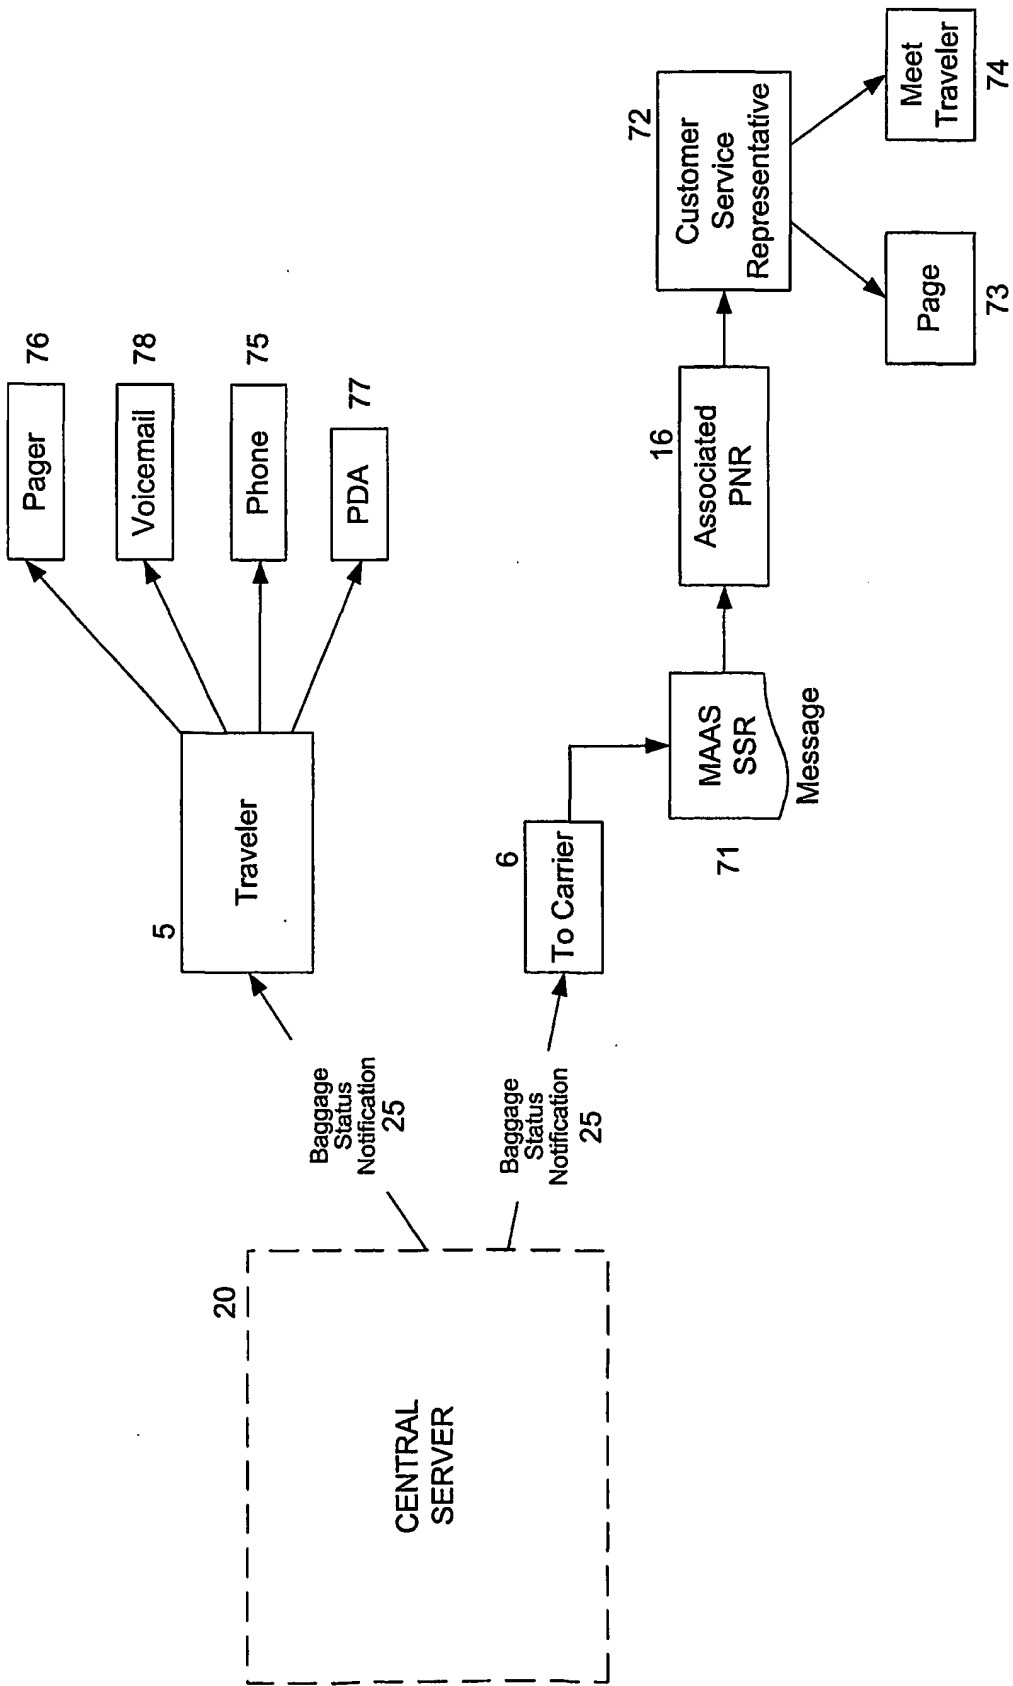 20
CENTRAL
SERVER
Baggage
Status
Notification
25
Baggage
Status
Notification
25
5
Traveler
Pager
76
Voicemail
78
Phone
75
PDA
77
6
To Carrier
MAAS
SSR
Message
71
16
Associated
PNR
72
Customer
Service
Representative
Page
73
Meet
Traveler
74